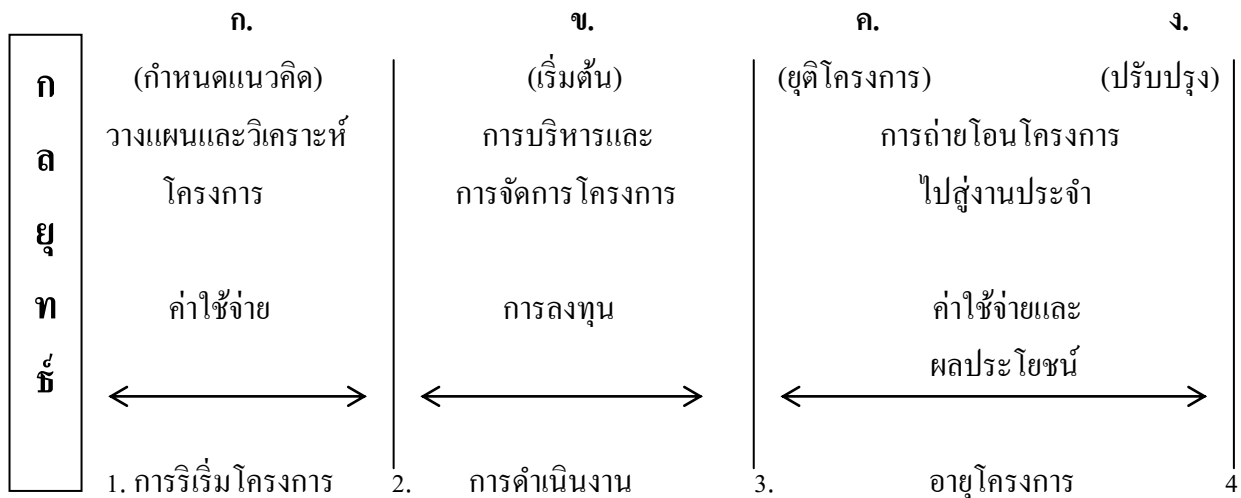 ก. ข. ค. ง.
กลยุทธ์
(กำหนดแนวคิด) (เริ่มต้น) (ยุติโครงการ) (ปรับปรุง)
วางแผนและวิเคราะห์ การบริหารและ การถ่ายโอนโครงการ
โครงการ การจัดการโครงการ ไปสู่งานประจำ
ค่าใช้จ่าย การลงทุน ค่าใช้จ่ายและ
ผลประโยชน์
1. การริเริ่มโครงการ 2. การดำเนินงาน 3. อายุโครงการ 4